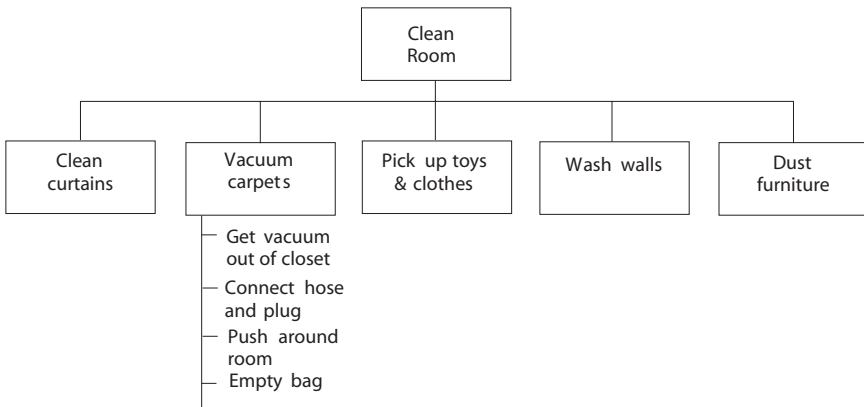 Clean
Room
Clean
curtains
Vacuum
carpets
Pick up toys
& clothes
Wash walls
Dust
furniture
Get vacuum
out of closet
Connect hose
and plug
Push around
room
Empty bag